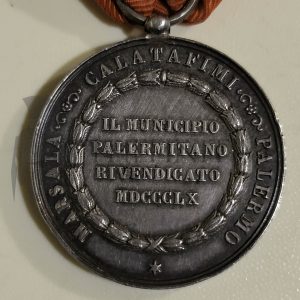 MARSALA CALATAFIMI PALERMO
IL MUNICIPIO
PALERMITANO
RIVENDICATO
MDCCCLX